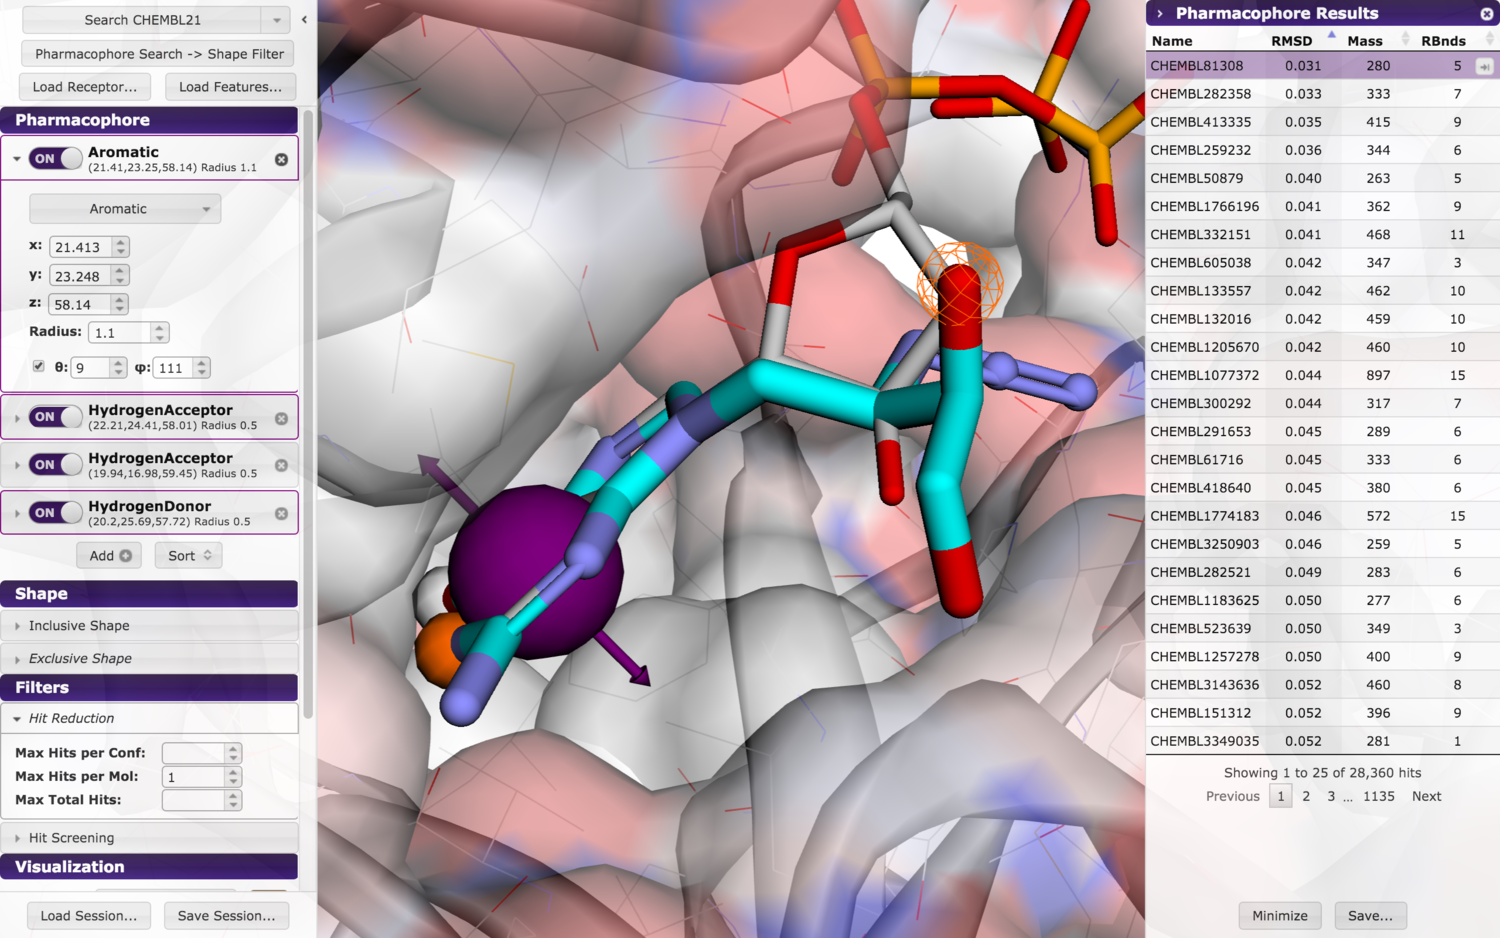 Search CHEMBL21
Pharmacophore Search -> Shape Filter
Load Receptor...
Load Features...
Pharmacophore
ON
Aromatic
(21.41,23.25,58.14) Radius 1.1
Aromatic
x: 21.413
y: 23.248
z: 58.14
Radius: 1.1
θ: 9 φ: 111
ON
HydrogenAcceptor
(22.21,24.41,58.01) Radius 0.5
ON
HydrogenAcceptor
(19.94,16.98,59.45) Radius 0.5
ON
HydrogenDonor
(20.2,25.69,57.72) Radius 0.5
Add
Sort
Shape
Inclusive Shape
Exclusive Shape
Filters
Hit Reduction
Max Hits per Conf:
Max Hits per Mol: 1
Max Total Hits:
Hit Screening
Visualization
Load Session...
Save Session...
Pharmacophore Results
Name RMSD Mass RBnds
CHEMBL81308 0.031 280 5
CHEMBL282358 0.033 333 7
CHEMBL413335 0.035 415 9
CHEMBL259232 0.036 344 6
CHEMBL50879 0.040 263 5
CHEMBL1766196 0.041 362 9
CHEMBL332151 0.041 468 11
CHEMBL605038 0.042 347 3
CHEMBL133557 0.042 462 10
CHEMBL132016 0.042 459 10
CHEMBL1205670 0.042 460 10
CHEMBL1077372 0.044 897 15
CHEMBL300292 0.044 317 7
CHEMBL291653 0.045 289 6
CHEMBL61716 0.045 333 6
CHEMBL418640 0.045 380 6
CHEMBL1774183 0.046 572 15
CHEMBL3250903 0.046 259 5
CHEMBL282521 0.049 283 6
CHEMBL1183625 0.050 277 6
CHEMBL523639 0.050 349 3
CHEMBL1257278 0.050 400 9
CHEMBL3143636 0.052 460 8
CHEMBL151312 0.052 396 9
CHEMBL3349035 0.052 281 1
Showing 1 to 25 of 28,360 hits
Previous 1 2 3 ... 1135 Next
Minimize
Save...